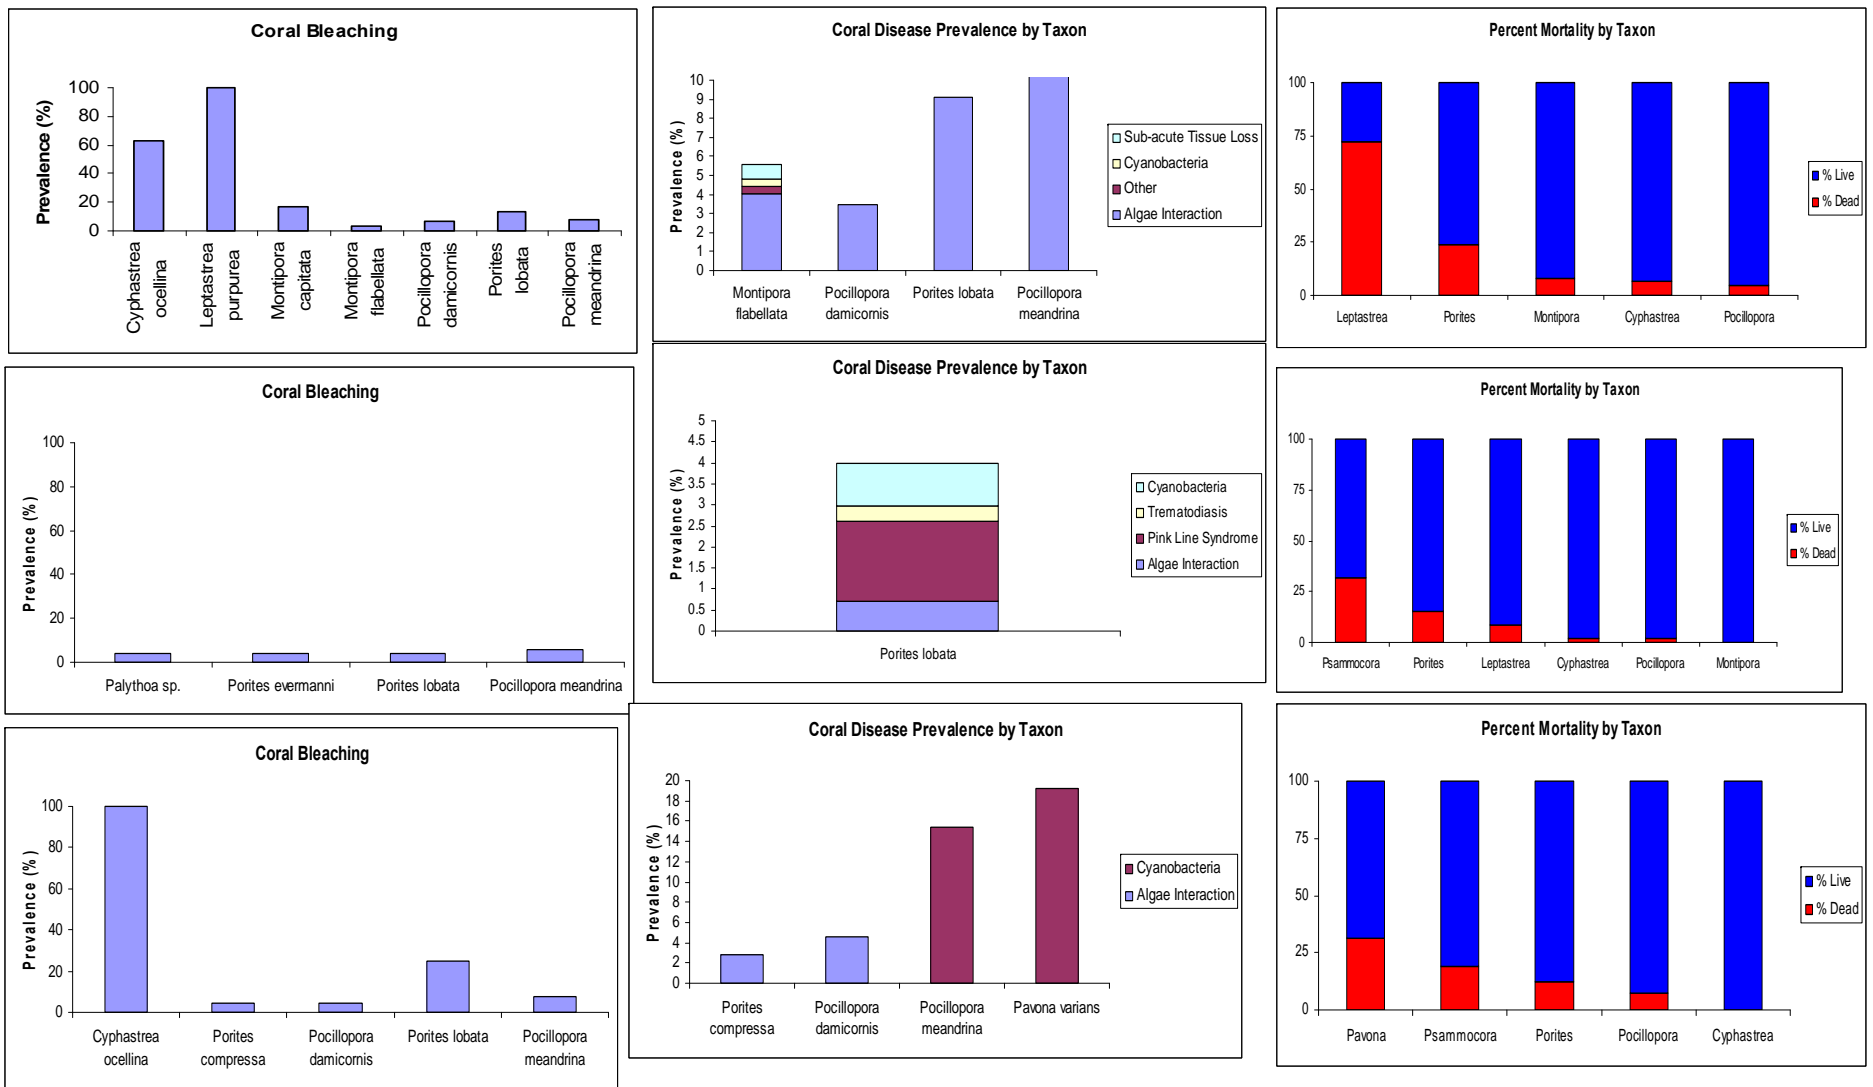 Coral Bleaching
Prevalence (%)
100
80
60
40
20
0
Cyphastrea
ocellina
Leptastrea
purpurea
Montipora
capitata
Montipora
flabellata
Pocillopora
damicornis
Porites
lobata
Pocillopora
meandrina
Coral Disease Prevalence by Taxon
Prevalence (%)
10
9
8
7
6
5
4
3
2
1
0
Montipora
flabellata
Pocillopora
damicornis
Porites lobata
Pocillopora
meandrina
Sub-acute Tissue Loss
Cyanobacteria
Other
Algae Interaction
Percent Mortality by Taxon
100
75
50
25
0
Leptastrea
Porites
Montipora
Cyphastrea
Pocillopora
% Live
% Dead
Coral Bleaching
Prevalence (%)
100
80
60
40
20
0
Palythoa sp.
Porites evermanni
Porites lobata
Pocillopora meandrina
Coral Disease Prevalence by Taxon
Prevalence (%)
5
4.5
4
3.5
3
2.5
2
1.5
1
0.5
0
Porites lobata
Cyanobacteria
Trematodiasis
Pink Line Syndrome
Algae Interaction
Percent Mortality by Taxon
100
75
50
25
0
Psammocora
Porites
Leptastrea
Cyphastrea
Pocillopora
Montipora
% Live
% Dead
Coral Bleaching
Prevalence (%)
100
80
60
40
20
0
Cyphastrea
ocellina
Porites
compressa
Pocillopora
damicornis
Porites lobata
Pocillopora
meandrina
Coral Disease Prevalence by Taxon
Prevalence (%)
20
18
16
14
12
10
8
6
4
2
0
Porites
compressa
Pocillopora
damicornis
Pocillopora
meandrina
Pavona varians
Cyanobacteria
Algae Interaction
Percent Mortality by Taxon
100
75
50
25
0
Pavona
Psammocora
Porites
Pocillopora
Cyphastrea
% Live
% Dead